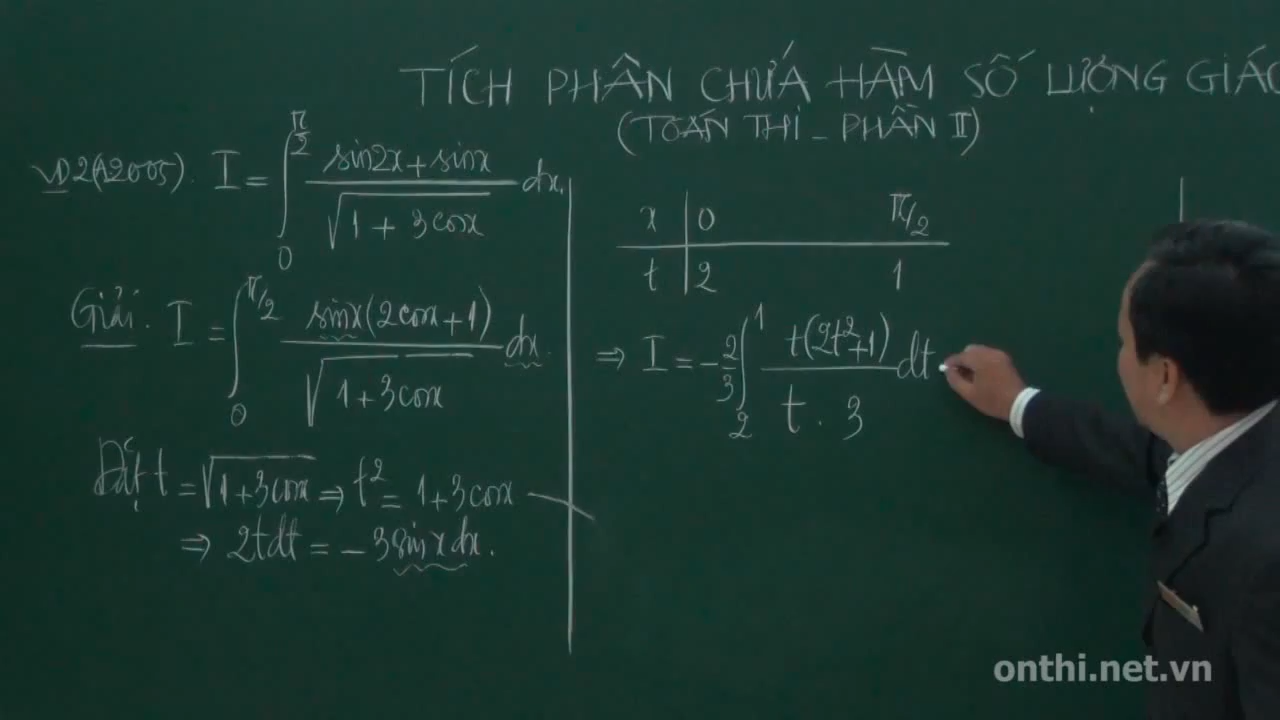 TÍCH PHÂN CHỨA HÀM SỐ LƯỢNG GIÁC
(TOÁN THI - PHẦN II)
VD2(A2005). I = ∫₀^(π/2) (sin2x + sinx)/√(1 + 3cosx) dx.
Giải. I = ∫₀^(π/2) sinx(2cosx+1)/√(1+3cosx) dx.
Đặt t = √(1+3cosx) ⇒ t² = 1+3cosx
⇒ 2tdt = -3sinxdx.
x | 0 π/2
t | 2 1
⇒ I = -2/3 ∫₂¹ t(2t²+1)/(t . 3) dt
onthi.net.vn